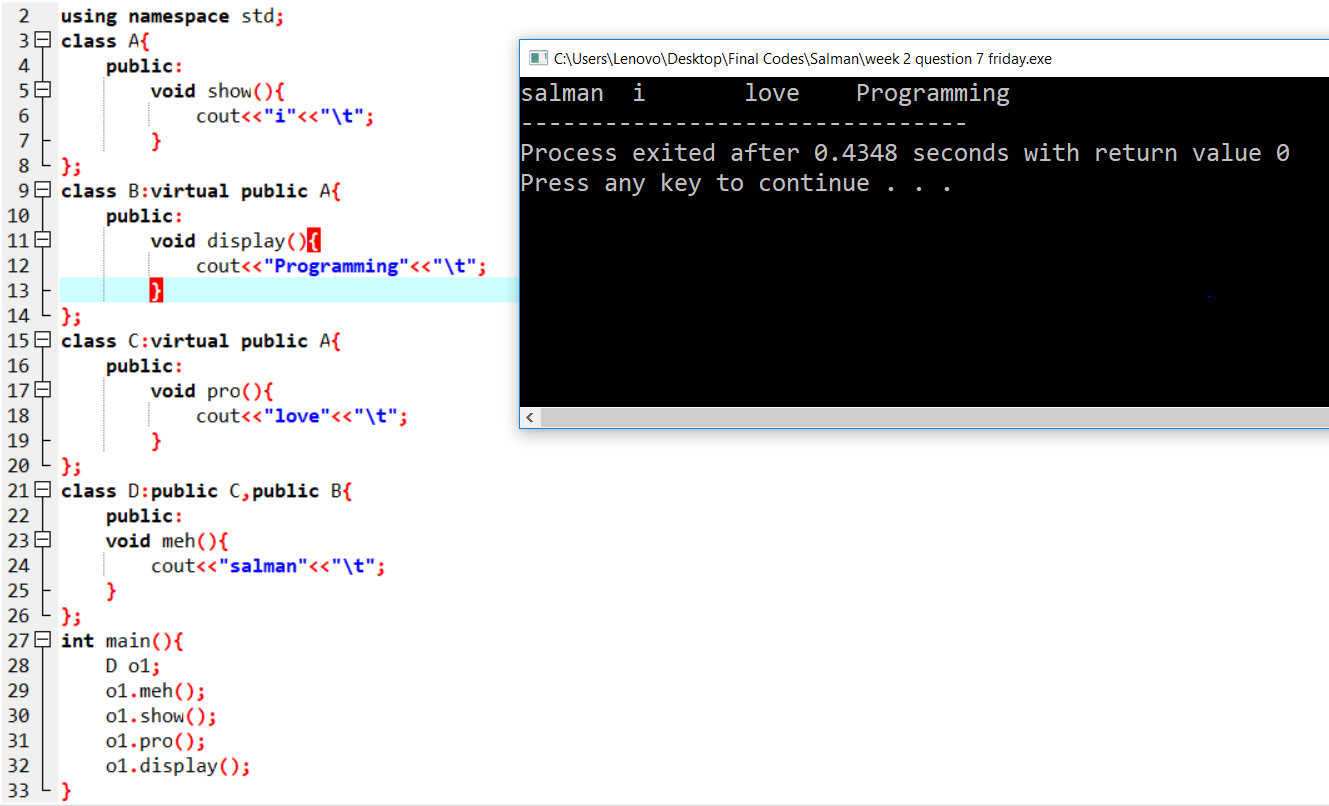 2 using namespace std;
3 class A{
4     public:
5         void show(){
6             cout<<"i"<<"\t";
7         }
8 };
9 class B:virtual public A{
10     public:
11         void display(){
12             cout<<"Programming"<<"\t";
13         }
14 };
15 class C:virtual public A{
16     public:
17         void pro(){
18             cout<<"love"<<"\t";
19         }
20 };
21 class D:public C,public B{
22     public:
23     void meh(){
24         cout<<"salman"<<"\t";
25     }
26 };
27 int main(){
28     D o1;
29     o1.meh();
30     o1.show();
31     o1.pro();
32     o1.display();
33 }
C:\Users\Lenovo\Desktop\Final Codes\Salman\week 2 question 7 friday.exe
salman  i       love    Programming
--------------------------------
Process exited after 0.4348 seconds with return value 0
Press any key to continue . . .